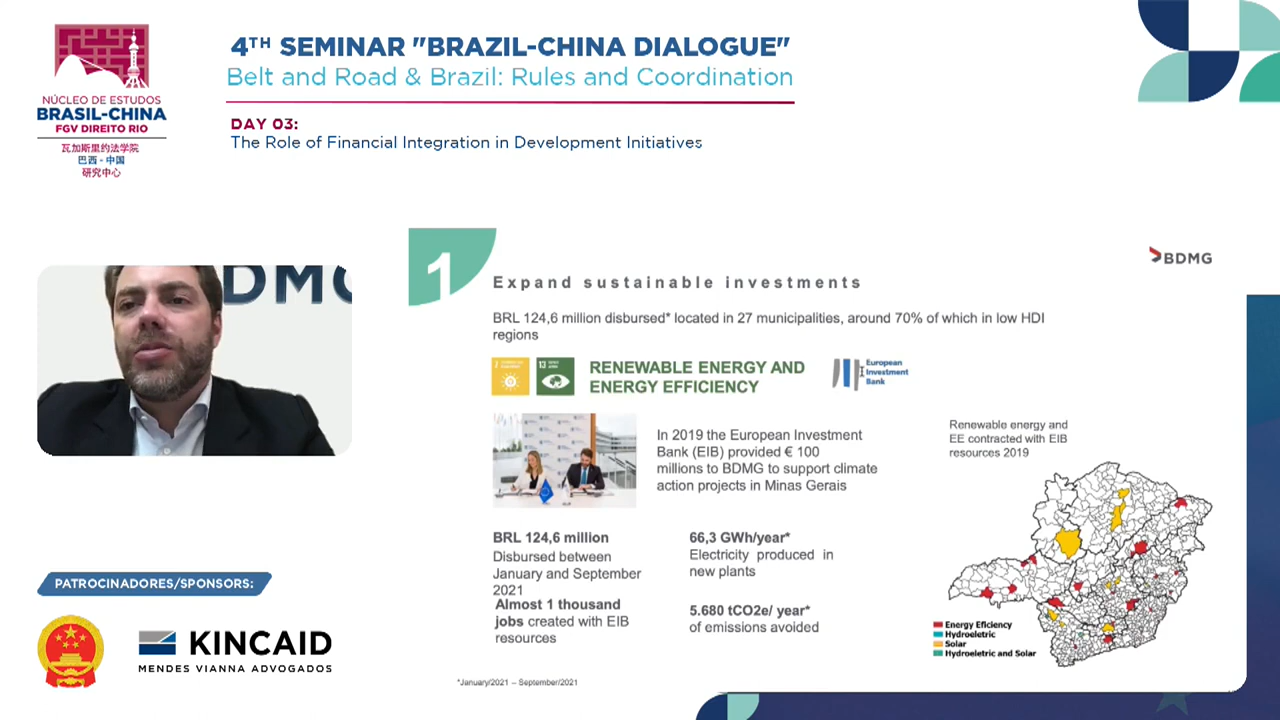 4TH SEMINAR "BRAZIL-CHINA DIALOGUE"
Belt and Road & Brazil: Rules and Coordination
DAY 03:
The Role of Financial Integration in Development Initiatives
NÚCLEO DE ESTUDOS
BRASIL-CHINA
FGV DIREITO RIO
瓦加斯里约法学院
巴西 - 中国
研究中心
BDMG
1
BDMG
Expand sustainable investments
BRL 124,6 million disbursed* located in 27 municipalities, around 70% of which in low HDI
regions
7
13
RENEWABLE ENERGY AND
ENERGY EFFICIENCY
European
Investment
Bank
In 2019 the European Investment
Bank (EIB) provided € 100
millions to BDMG to support climate
action projects in Minas Gerais
Renewable energy and
EE contracted with EIB
resources 2019
BRL 124,6 million
Disbursed between
January and September
2021
Almost 1 thousand
jobs created with EIB
resources
66,3 GWh/year*
Electricity produced in
new plants
5.680 tCO2e/ year*
of emissions avoided
Energy Eficiency
Hydroeletric
Solar
Hydroeletric and Solar
*January/2021 – September/2021
PATROCINADORES/SPONSORS:
KINCAID
MENDES VIANNA ADVOGADOS